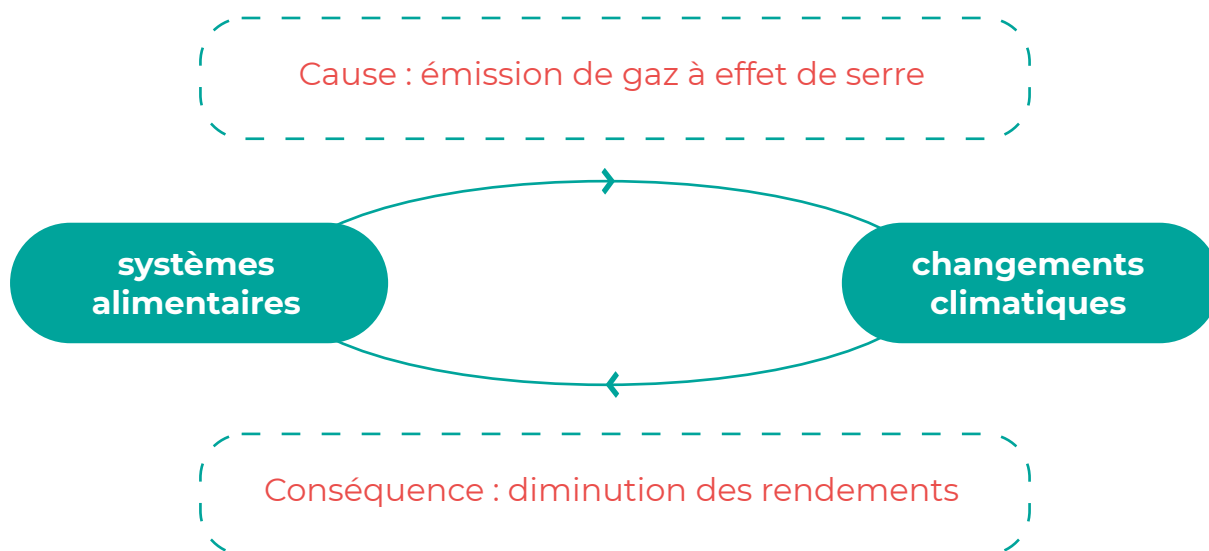 Cause : émission de gaz à effet de serre
systèmes
alimentaires
changements
climatiques
Conséquence : diminution des rendements